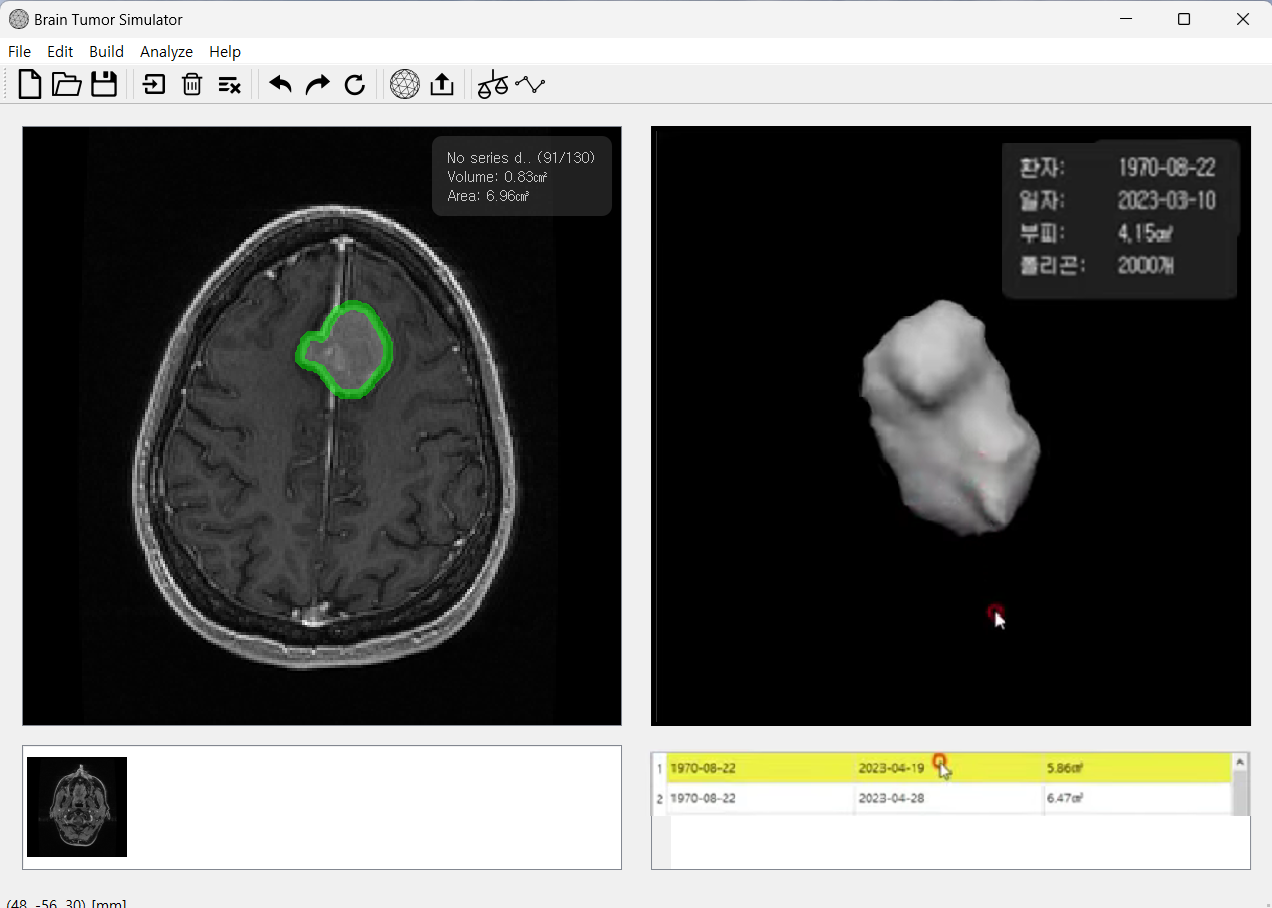 Brain Tumor Simulator
File Edit Build Analyze Help
No series d.. (91/130)
Volume: 0.83㎤
Area: 6.96㎠
환자: 1970-08-22
일자: 2023-03-10
부피: 4.15㎤
폴리곤: 2000개
1 1970-08-22 2023-04-19 5.86㎤
2 1970-08-22 2023-04-28 6.47㎤
(48, -56, 30) [mm]